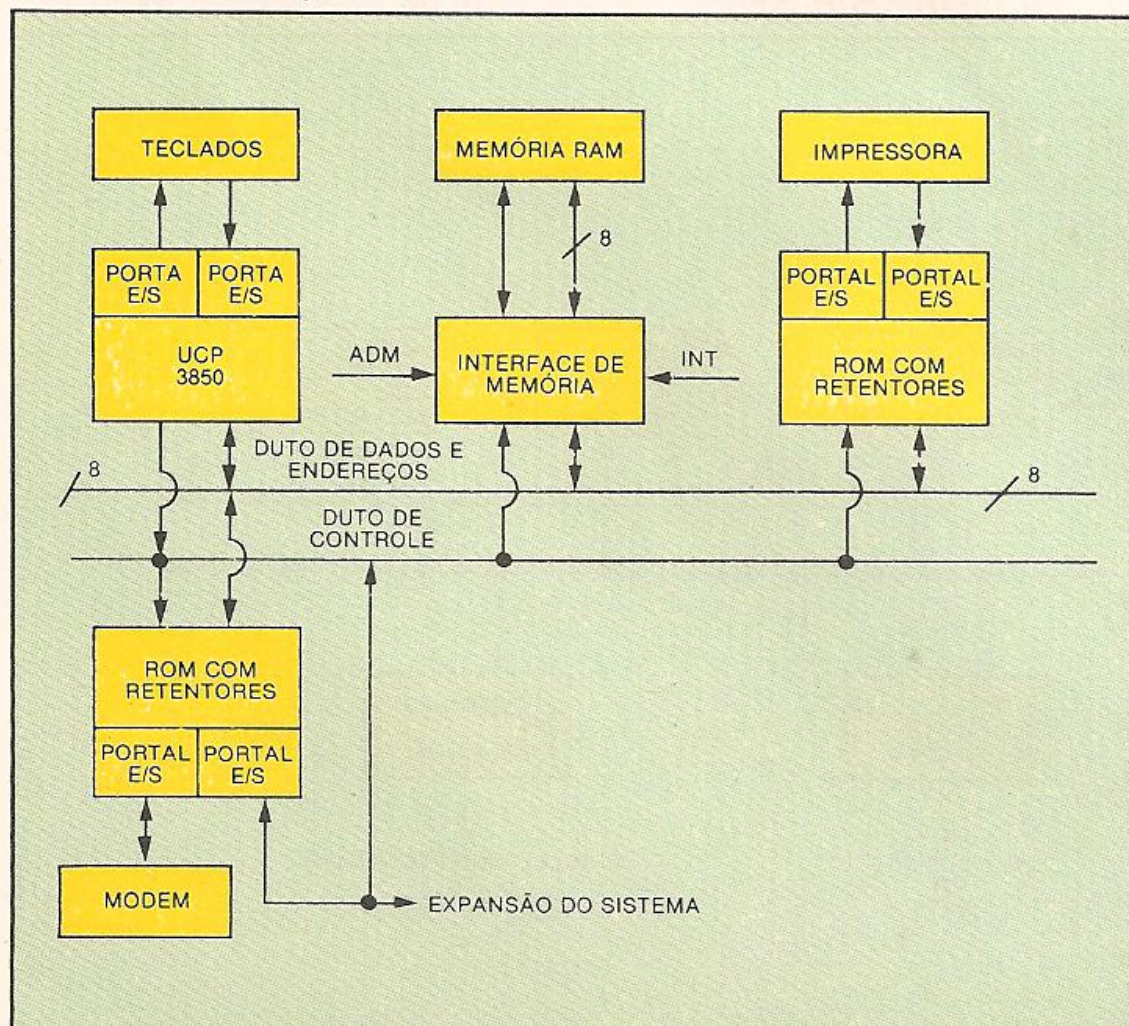 TECLADOS
MEMÓRIA RAM
IMPRESSORA
8
PORTA
E/S
PORTA
E/S
PORTAL
E/S
PORTAL
E/S
UCP
3850
ADM
INTERFACE DE
MEMÓRIA
INT
ROM COM
RETENTORES
DUTO DE DADOS E
ENDEREÇOS
8
8
DUTO DE
CONTROLE
ROM COM
RETENTORES
PORTAL
E/S
PORTAL
E/S
MODEM
EXPANSÃO DO SISTEMA